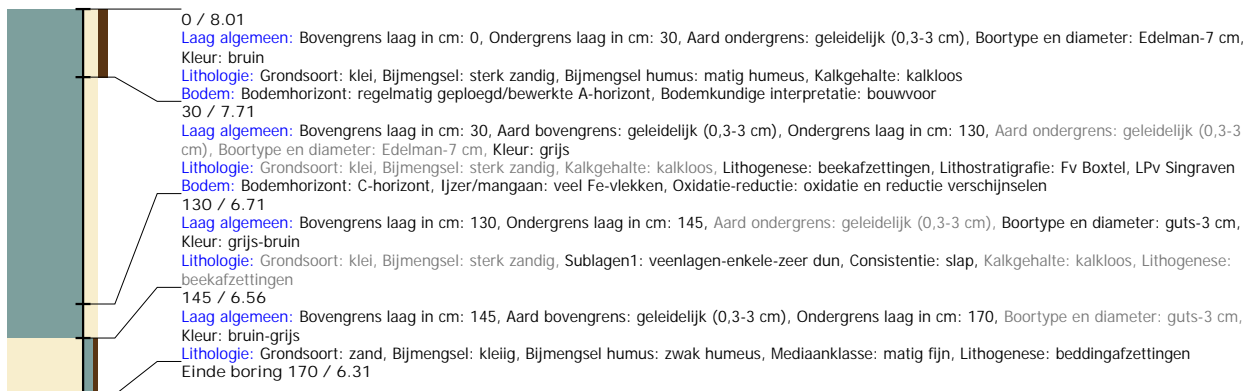 0 / 8.01
Laag algemeen: Bovengrens laag in cm: 0, Ondergrens laag in cm: 30, Aard ondergrens: geleidelijk (0,3-3 cm), Boortype en diameter: Edelman-7 cm,
Kleur: bruin
Lithologie: Grondsoort: klei, Bijmengsel: sterk zandig, Bijmengsel humus: matig humeus, Kalkgehalte: kalkloos
Bodem: Bodemhorizont: regelmatig geploegd/bewerkte A-horizont, Bodemkundige interpretatie: bouwvoor
30 / 7.71
Laag algemeen: Bovengrens laag in cm: 30, Aard bovengrens: geleidelijk (0,3-3 cm), Ondergrens laag in cm: 130, Aard ondergrens: geleidelijk (0,3-3
cm), Boortype en diameter: Edelman-7 cm, Kleur: grijs
Lithologie: Grondsoort: klei, Bijmengsel: sterk zandig, Kalkgehalte: kalkloos, Lithogenese: beekafzettingen, Lithostratigrafie: Fv Boxtel, LPv Singraven
Bodem: Bodemhorizont: C-horizont, Ijzer/mangaan: veel Fe-vlekken, Oxidatie-reductie: oxidatie en reductie verschijnselen
130 / 6.71
Laag algemeen: Bovengrens laag in cm: 130, Ondergrens laag in cm: 145, Aard ondergrens: geleidelijk (0,3-3 cm), Boortype en diameter: guts-3 cm,
Kleur: grijs-bruin
Lithologie: Grondsoort: klei, Bijmengsel: sterk zandig, Sublagen1: veenlagen-enkele-zeer dun, Consistentie: slap, Kalkgehalte: kalkloos, Lithogenese:
beekafzettingen
145 / 6.56
Laag algemeen: Bovengrens laag in cm: 145, Aard bovengrens: geleidelijk (0,3-3 cm), Ondergrens laag in cm: 170, Boortype en diameter: guts-3 cm,
Kleur: bruin-grijs
Lithologie: Grondsoort: zand, Bijmengsel: kleiig, Bijmengsel humus: zwak humeus, Mediaanklasse: matig fijn, Lithogenese: beddingafzettingen
Einde boring 170 / 6.31